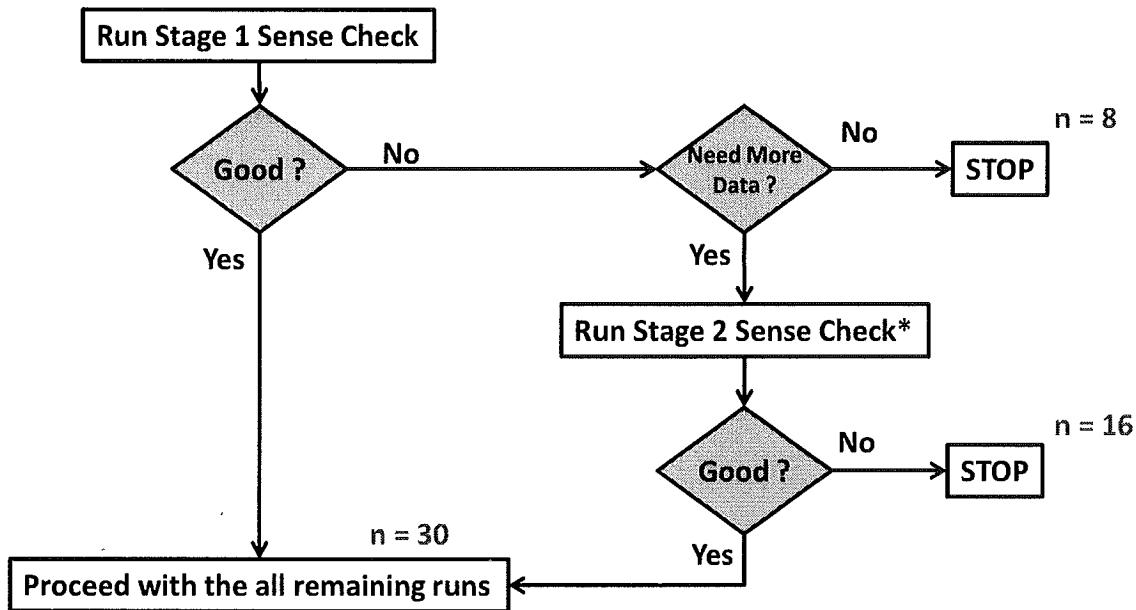 Run Stage 1 Sense Check
Good ?
No
Need More
Data ?
No
n = 8
STOP
Yes
Yes
Run Stage 2 Sense Check*
Good ?
No
n = 16
STOP
Yes
n = 30
Proceed with the all remaining runs